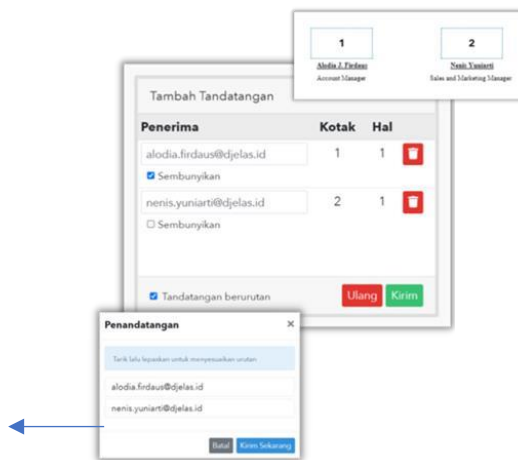 1 2
Alodia J. Firdaus Nenis Yuniarti
Account Manager Sales and Marketing Manager
Tambah Tandatangan
Penerima Kotak Hal
alodia.firdaus@djelas.id 1 1
Sembunyikan
nenis.yuniarti@djelas.id 2 1
Sembunyikan
Tandatangan berurutan Ulang Kirim
Penandatangan ×
Tarik lalu lepaskan untuk menyesuaikan urutan
alodia.firdaus@djelas.id
nenis.yuniarti@djelas.id
Batal Kirim Sekarang